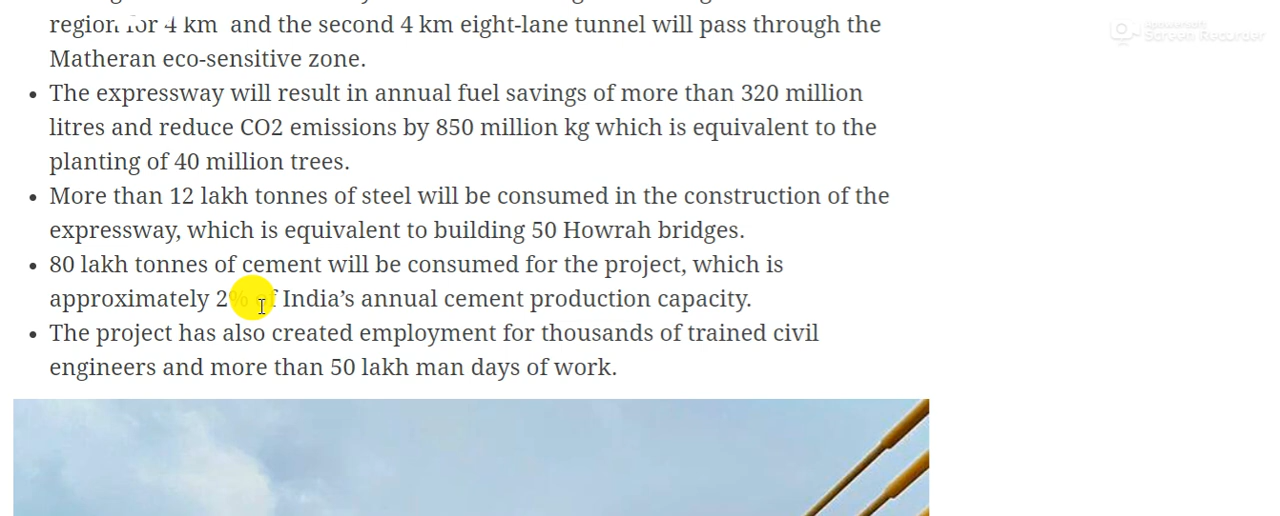 region for 4 km and the second 4 km eight-lane tunnel will pass through the
Matheran eco-sensitive zone.
• The expressway will result in annual fuel savings of more than 320 million
litres and reduce CO2 emissions by 850 million kg which is equivalent to the
planting of 40 million trees.
• More than 12 lakh tonnes of steel will be consumed in the construction of the
expressway, which is equivalent to building 50 Howrah bridges.
• 80 lakh tonnes of cement will be consumed for the project, which is
approximately 2% of India’s annual cement production capacity.
• The project has also created employment for thousands of trained civil
engineers and more than 50 lakh man days of work.
Screen Recorder